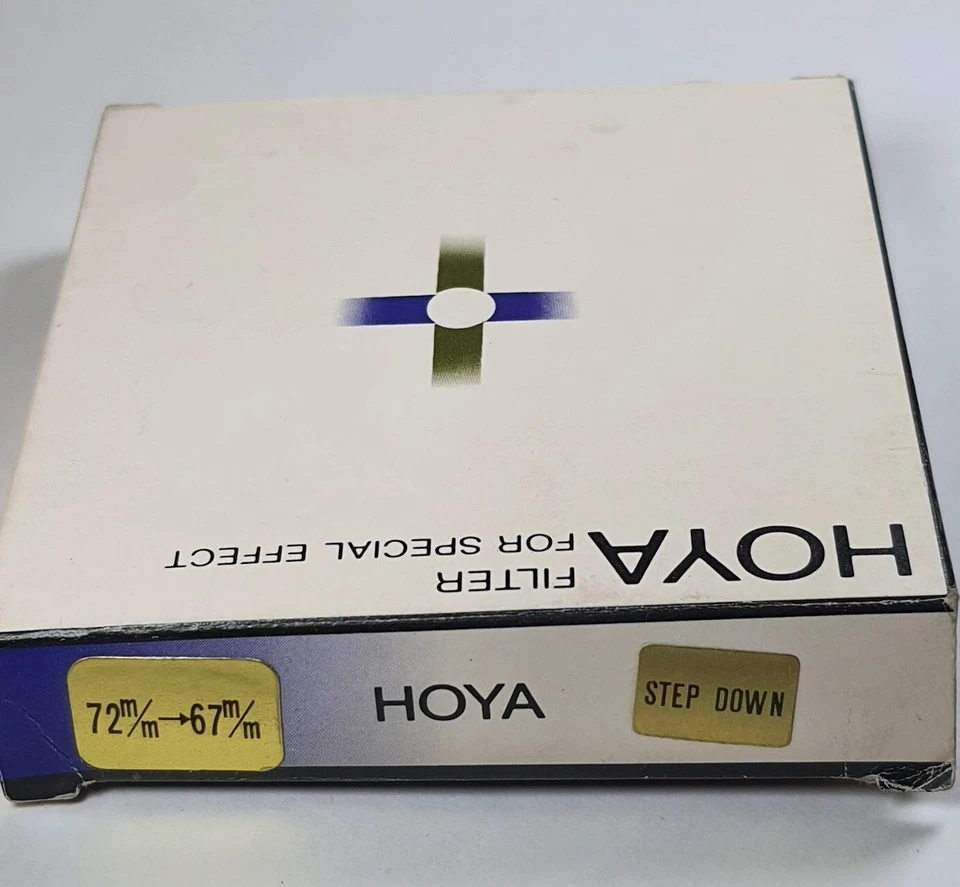 HOYA FILTER
FOR SPECIAL EFFECT
72m/m→67m/m
HOYA
STEP DOWN